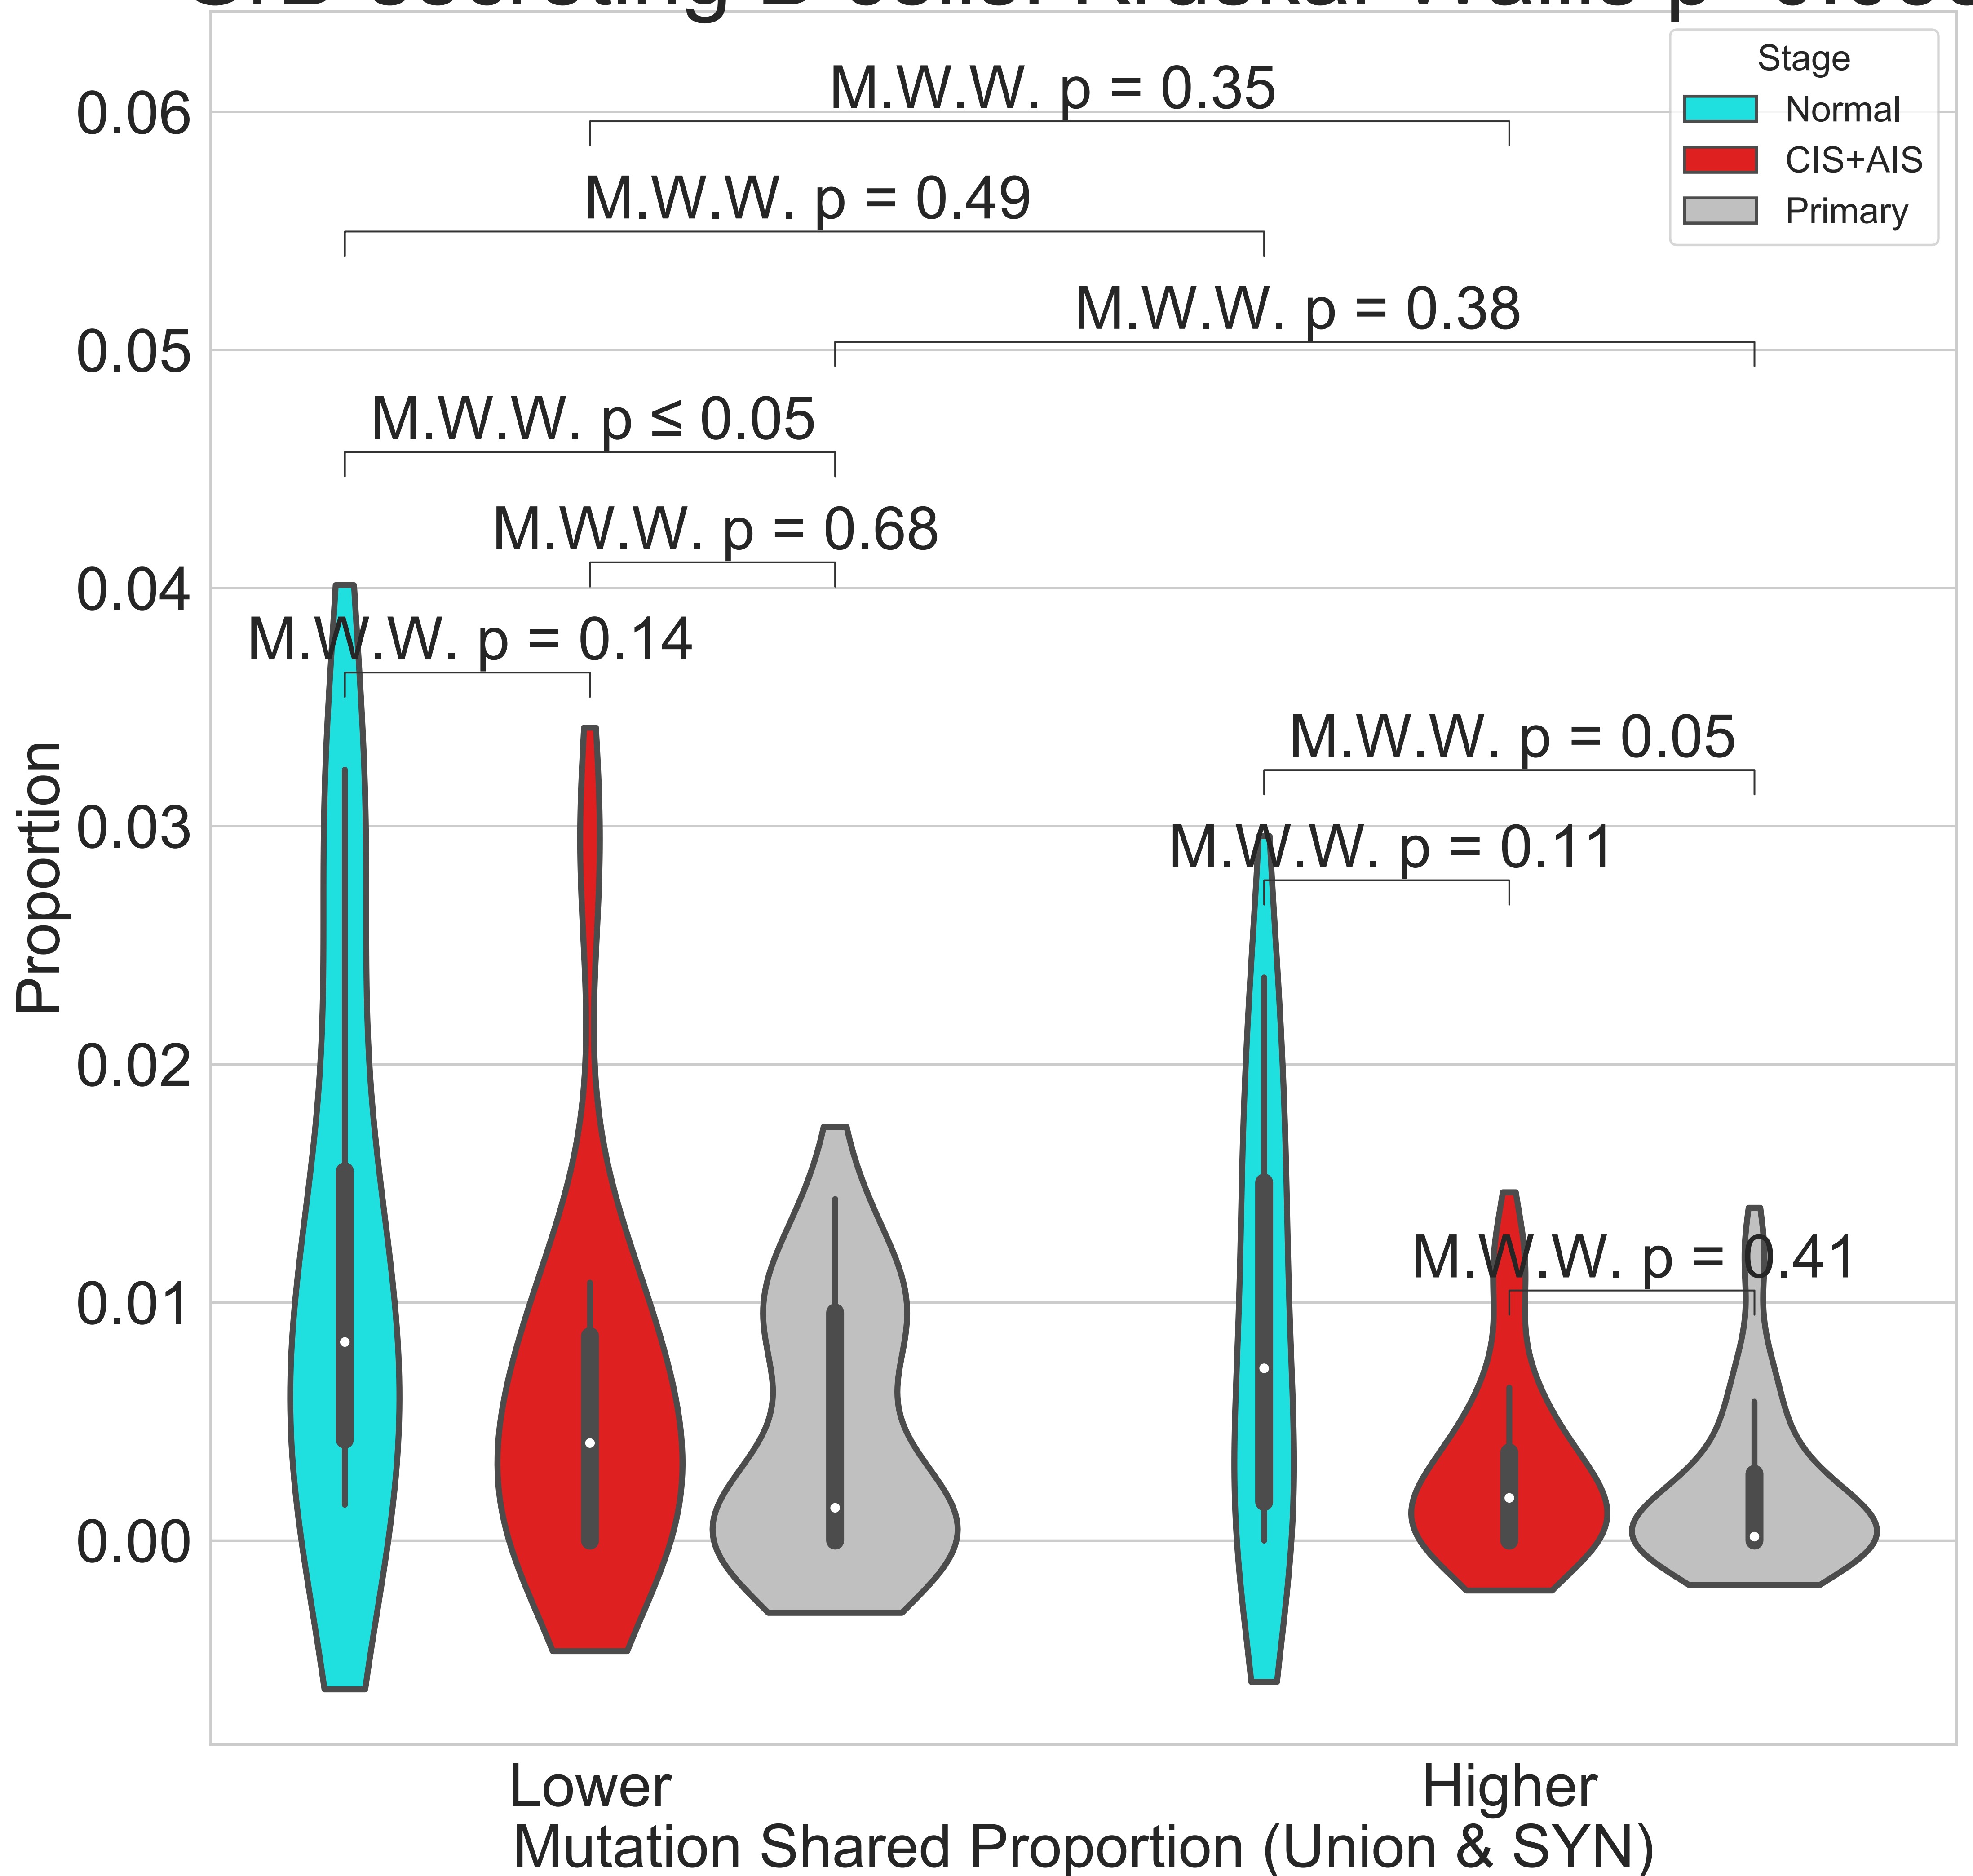 Stage
Normal
CIS+AIS
Primary
M.W.W. p = 0.35
M.W.W. p = 0.49
M.W.W. p = 0.38
M.W.W. p ≤ 0.05
M.W.W. p = 0.68
M.W.W. p = 0.14
M.W.W. p = 0.05
M.W.W. p = 0.11
M.W.W. p = 0.41
0.06
0.05
0.04
0.03
0.02
0.01
0.00
Proportion
Lower
Higher
Mutation Shared Proportion (Union & SYN)